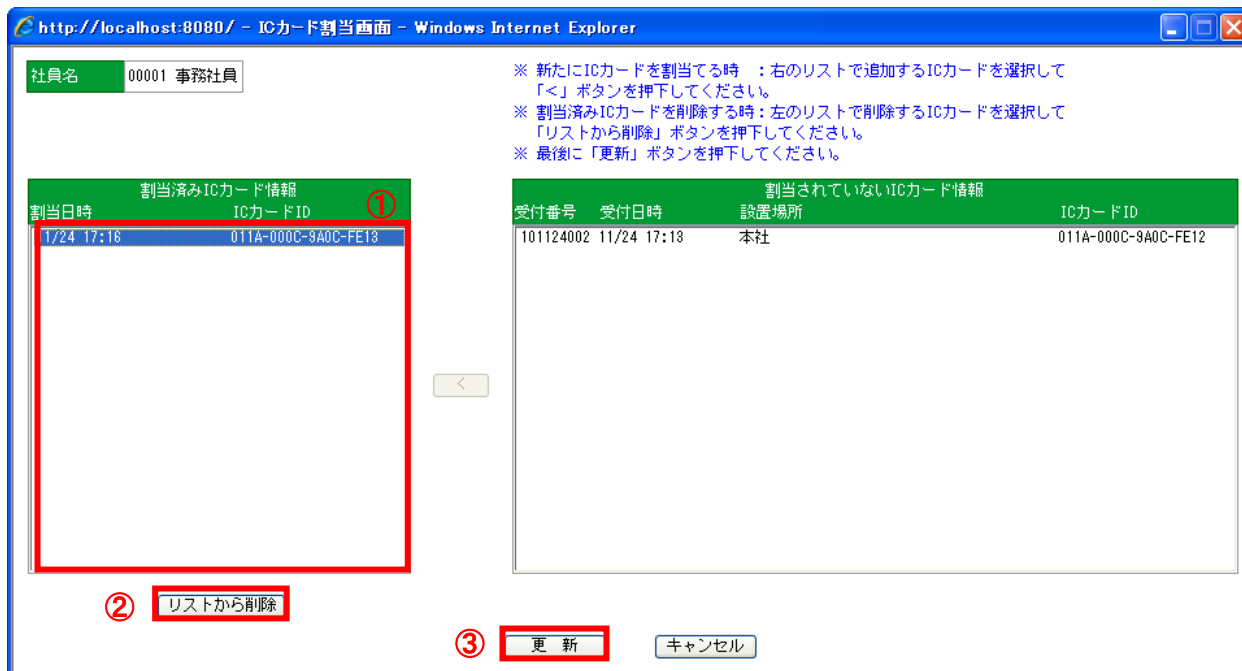 http://localhost:8080/ - ICカード割当画面 - Windows Internet Explorer
社員名 00001 事務社員
※ 新たにICカードを割当てる時 ：右のリストで追加するICカードを選択して
「<」ボタンを押下してください。
※ 割当済みICカードを削除する時：左のリストで削除するICカードを選択して
「リストから削除」ボタンを押下してください。
※ 最後に「更新」ボタンを押下してください。
割当済みICカード情報
割当日時 ICカードID ①
1/24 17:16 011A-000C-9A0C-FE13
割当されていないICカード情報
受付番号 受付日時 設置場所 ICカードID
101124002 11/24 17:13 本社 011A-000C-9A0C-FE12
<
② リストから削除
③ 更 新 キャンセル